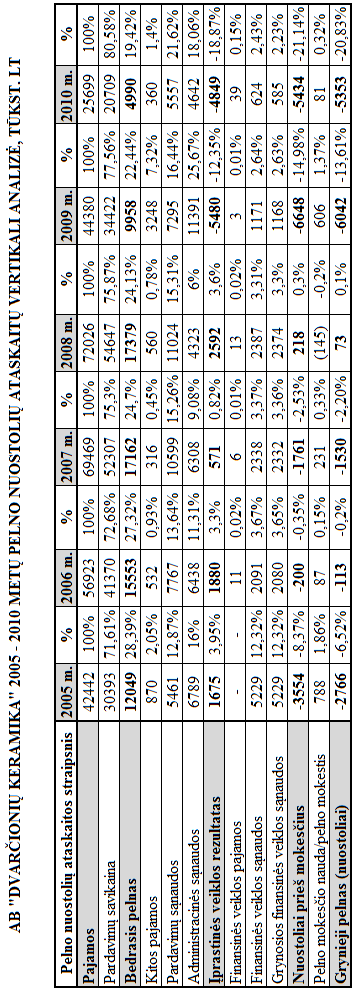 AB "DVARČIONIŲ KERAMIKA" 2005 - 2010 METŲ PELNO NUOSTOLIŲ ATASKAITŲ VERTIKALI ANALIZĖ, TŪKST. LT
Pelno nuostolių ataskaitos straipsnis 2005 m. % 2006 m. % 2007 m. % 2008 m. % 2009 m. % 2010 m. %
Pajamos 42442 100% 56923 100% 69469 100% 72026 100% 44380 100% 25699 100%
Pardavimų savikaina 30393 71,61% 41370 72,68% 52307 75,3% 54647 75,87% 34422 77,56% 20709 80,58%
Bedrasis pelnas 12049 28,39% 15553 27,32% 17162 24,7% 17379 24,13% 9958 22,44% 4990 19,42%
Kitos pajamos 870 2,05% 532 0,93% 316 0,45% 560 0,78% 3248 7,32% 360 1,4%
Pardavimų sąnaudos 5461 12,87% 7767 13,64% 10599 15,26% 11024 15,31% 7295 16,44% 5557 21,62%
Administracinės sąnaudos 6789 16% 6438 11,31% 6308 9,08% 4323 6% 11391 25,67% 4642 18,06%
Įprastinės veiklos rezultatas 1675 3,95% 1880 3,3% 571 0,82% 2592 3,6% -5480 -12,35% -4849 -18,87%
Finansinės veiklos pajamos - - 11 0,02% 6 0,01% 13 0,02% 3 0,01% 39 0,15%
Finansinės veiklos sąnaudos 5229 12,32% 2091 3,67% 2338 3,37% 2387 3,31% 1171 2,64% 624 2,43%
Grynosios finansinės veiklos sąnaudos 5229 12,32% 2080 3,65% 2332 3,36% 2374 3,3% 1168 2,63% 585 2,23%
Nuostoliai prieš mokesčius -3554 -8,37% -200 -0,35% -1761 -2,53% 218 0,3% -6648 -14,98% -5434 -21,14%
Pelno mokesčio nauda/pelno mokestis 788 1,86% 87 0,15% 231 0,33% (145) -0,2% 606 1,37% 81 0,32%
Grynieji pelnas (nuostoliai) -2766 -6,52% -113 -0,2% -1530 -2,20% 73 0,1% -6042 -13,61% -5353 -20,83%